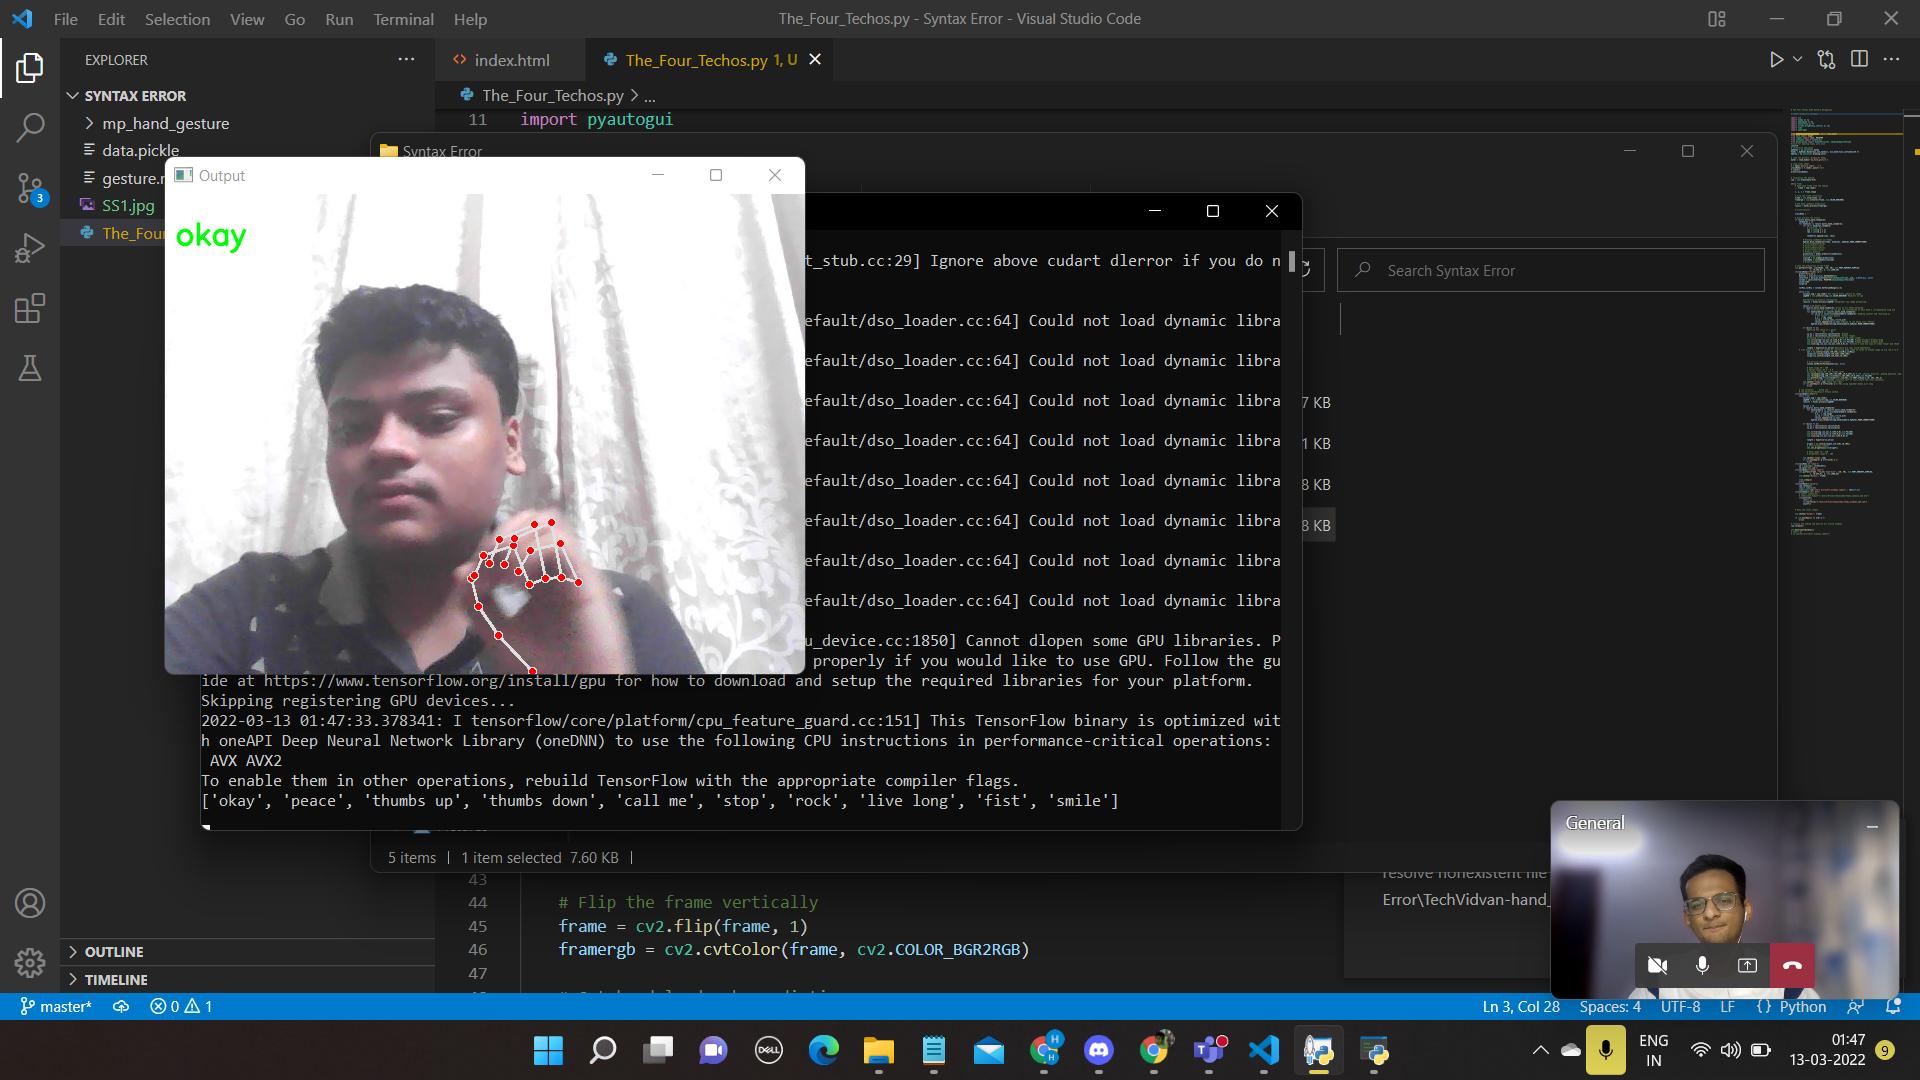 File Edit Selection View Go Run Terminal Help
The_Four_Techos.py - Syntax Error - Visual Studio Code
EXPLORER
index.html
The_Four_Techos.py 1, U
SYNTAX ERROR
The_Four_Techos.py > ...
mp_hand_gesture
11 import pyautogui
data.pickle
Syntax Error
gesture.
SS1.jpg
The_Four
3
Output
okay
t_stub.cc:29] Ignore above cudart dlerror if you do n
Search Syntax Error
efault/dso_loader.cc:64] Could not load dynamic libra
efault/dso_loader.cc:64] Could not load dynamic libra
efault/dso_loader.cc:64] Could not load dynamic libra
7 KB
efault/dso_loader.cc:64] Could not load dynamic libra
1 KB
efault/dso_loader.cc:64] Could not load dynamic libra
8 KB
efault/dso_loader.cc:64] Could not load dynamic libra
8 KB
efault/dso_loader.cc:64] Could not load dynamic libra
efault/dso_loader.cc:64] Could not load dynamic libra
u_device.cc:1850] Cannot dlopen some GPU libraries. P
properly if you would like to use GPU. Follow the gu
ide at https://www.tensorflow.org/install/gpu for how to download and setup the required libraries for your platform.
Skipping registering GPU devices...
2022-03-13 01:47:33.378341: I tensorflow/core/platform/cpu_feature_guard.cc:151] This TensorFlow binary is optimized wit
h oneAPI Deep Neural Network Library (oneDNN) to use the following CPU instructions in performance-critical operations:
AVX AVX2
To enable them in other operations, rebuild TensorFlow with the appropriate compiler flags.
['okay', 'peace', 'thumbs up', 'thumbs down', 'call me', 'stop', 'rock', 'live long', 'fist', 'smile']
5 items 1 item selected 7.60 KB
General
resolve nonexistent file
Error\TechVidvan-hand_
43
44 # Flip the frame vertically
45 frame = cv2.flip(frame, 1)
46 framergb = cv2.cvtColor(frame, cv2.COLOR_BGR2RGB)
47
OUTLINE
TIMELINE
master* 0 1
Ln 3, Col 28 Spaces: 4 UTF-8 LF {} Python
DELL
H
H
ENG
IN
01:47
13-03-2022
9